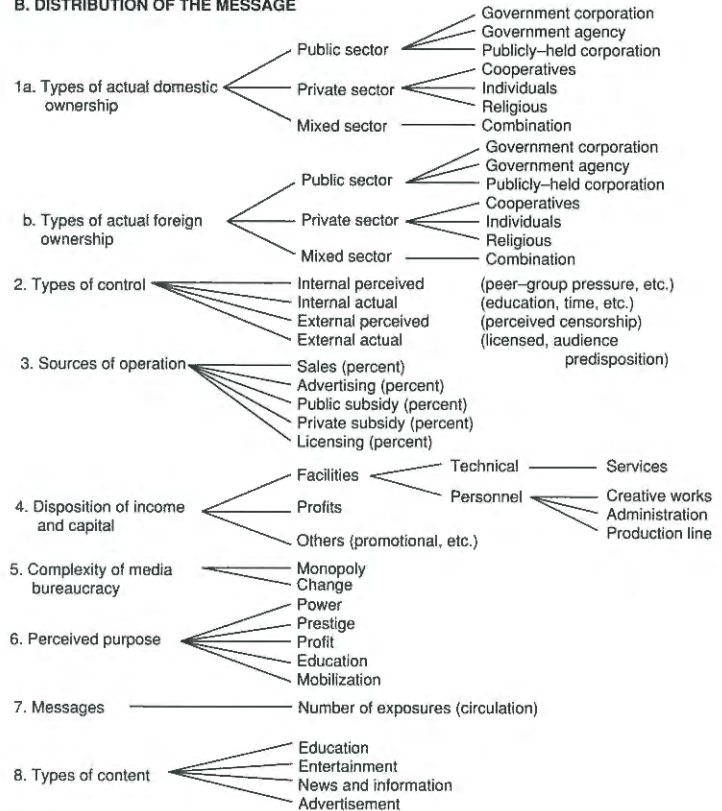 B. DISTRIBUTION OF THE MESSAGE
1a. Types of actual domestic
ownership
Public sector
Government corporation
Government agency
Publicly–held corporation
Private sector
Cooperatives
Individuals
Religious
Mixed sector
Combination
b. Types of actual foreign
ownership
Public sector
Government corporation
Government agency
Publicly–held corporation
Private sector
Cooperatives
Individuals
Religious
Mixed sector
Combination
2. Types of control
Internal perceived (peer–group pressure, etc.)
Internal actual (education, time, etc.)
External perceived (perceived censorship)
External actual (licensed, audience
predisposition)
3. Sources of operation
Sales (percent)
Advertising (percent)
Public subsidy (percent)
Private subsidy (percent)
Licensing (percent)
4. Disposition of income
and capital
Facilities
Technical
Services
Personnel
Creative works
Administration
Production line
Profits
Others (promotional, etc.)
5. Complexity of media
bureaucracy
Monopoly
Change
6. Perceived purpose
Power
Prestige
Profit
Education
Mobilization
7. Messages
Number of exposures (circulation)
8. Types of content
Education
Entertainment
News and information
Advertisement